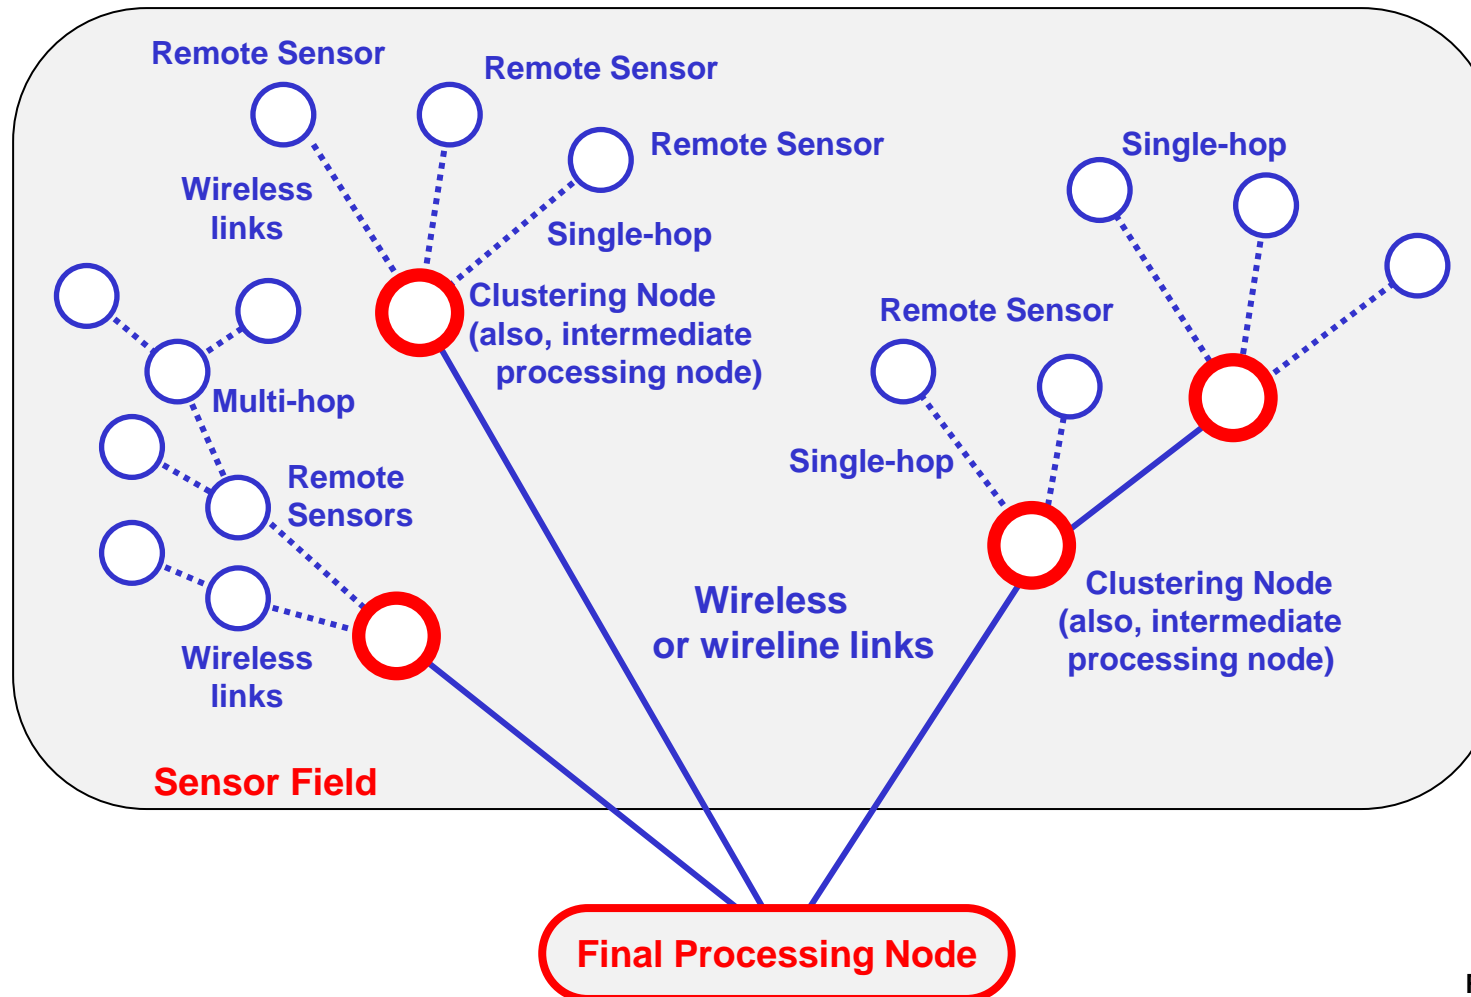 Remote Sensor
Remote Sensor
Remote Sensor
Single-hop
Wireless
links
Single-hop
Clustering Node
(also, intermediate
processing node)
Remote Sensor
Multi-hop
Single-hop
Remote
Sensors
Wireless
or wireline links
Clustering Node
(also, intermediate
processing node)
Wireless
links
Sensor Field
Final Processing Node